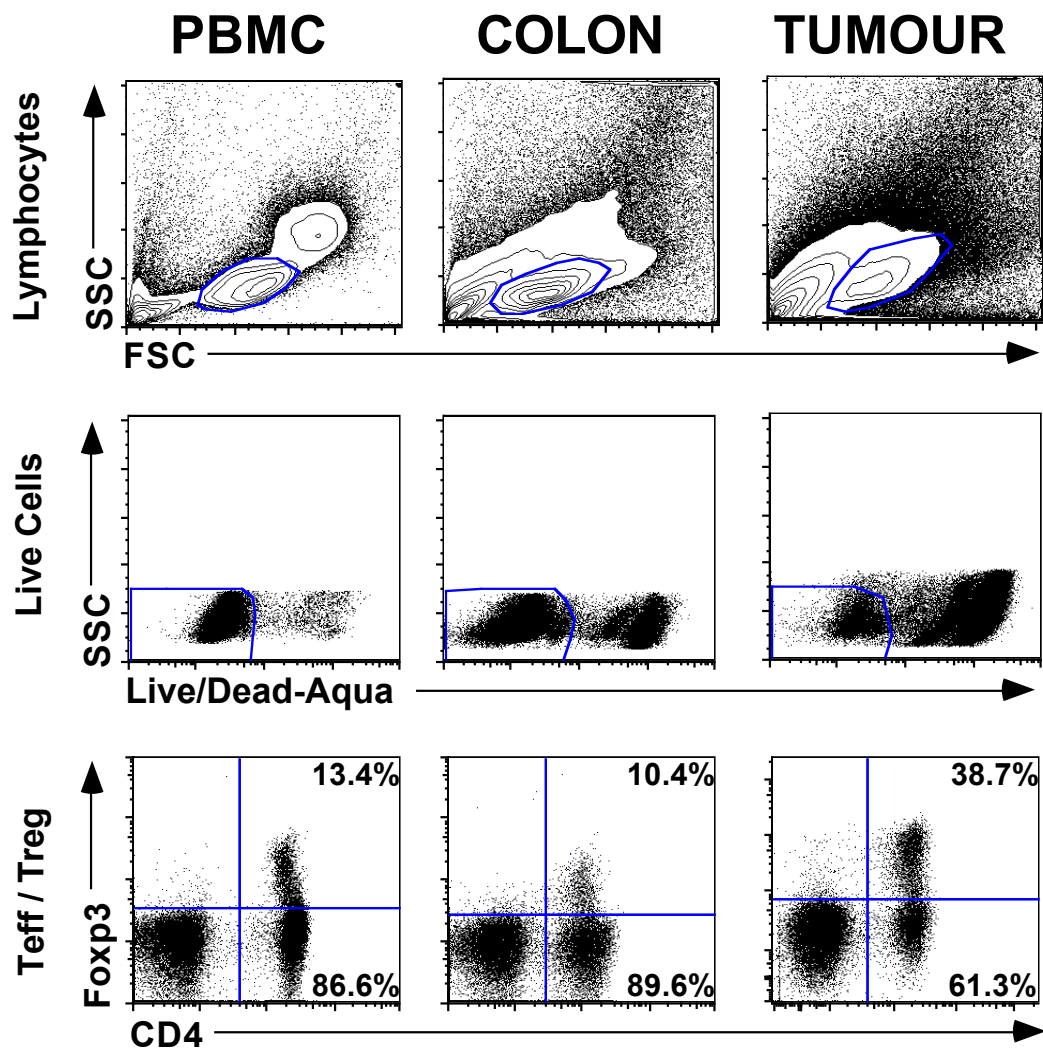 PBMC COLON TUMOUR
Lymphocytes
SSC
FSC
Live Cells
SSC
Live/Dead-Aqua
Teff / Treg
Foxp3
13.4% 10.4% 38.7%
86.6% 89.6% 61.3%
CD4